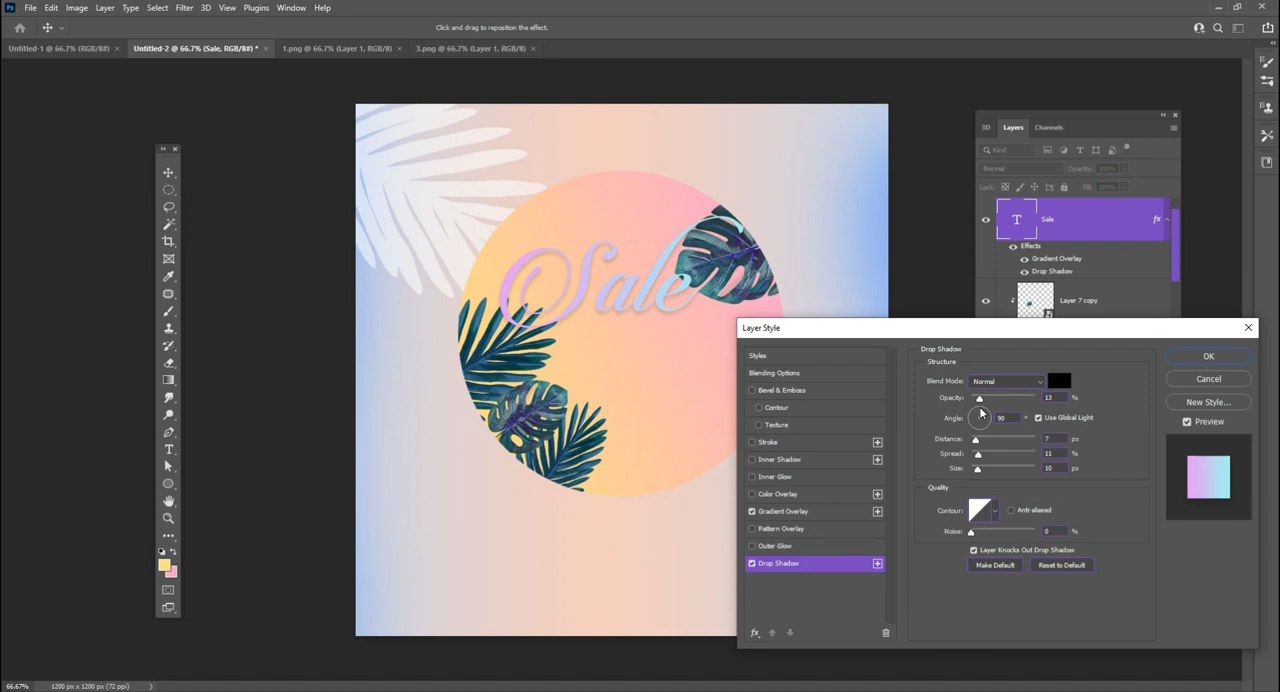 Ps File Edit Image Layer Type Select Filter 3D View Plugins Window Help
Click and drag to reposition the effect.
Untitled-1 @ 66.7% (RGB/8#) × Untitled-2 @ 66.7% (Sale, RGB/8#) * × 1.png @ 66.7% (Layer 1, RGB/8) × 3.png @ 66.7% (Layer 1, RGB/8) ×
3D Layers Channels
Kind
Normal Opacity: 100%
Lock: Fill: 100%
T Sale fx
Effects
Gradient Overlay
Drop Shadow
Layer 7 copy
Sale
Layer Style
Styles
Blending Options
Bevel & Emboss
Contour
Texture
Stroke
Inner Shadow
Inner Glow
Color Overlay
Gradient Overlay
Pattern Overlay
Outer Glow
Drop Shadow
fx
Drop Shadow
Structure
Blend Mode: Normal
Opacity: 13 %
Angle: 90 ° Use Global Light
Distance: 7 px
Spread: 11 %
Size: 10 px
Quality
Contour: Anti-aliased
Noise: 0 %
Layer Knocks Out Drop Shadow
Make Default Reset to Default
OK
Cancel
New Style...
Preview
66.67% 1200 px x 1200 px (72 ppi)